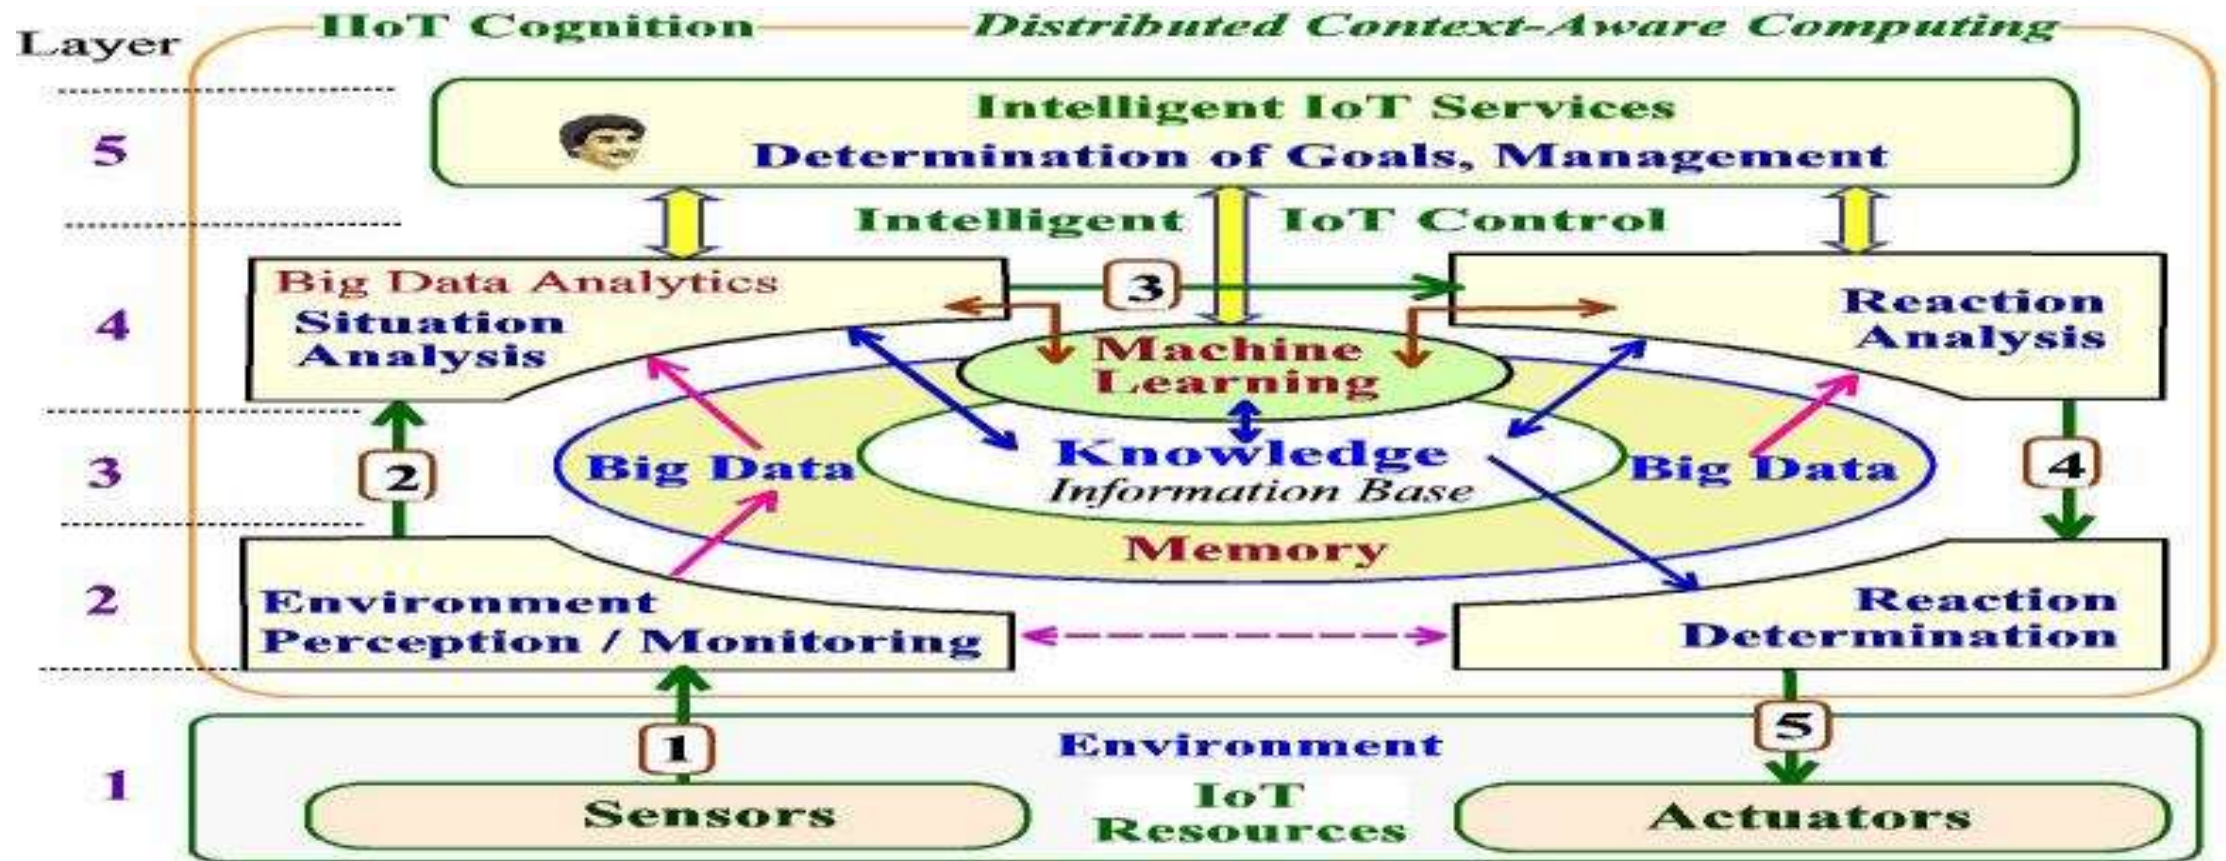 IIoT Cognition
Distributed Context-Aware Computing
Layer
Intelligent IoT Services
5
Determination of Goals, Management
Intelligent IoT Control
Big Data Analytics
3
4
Situation
Analysis
Reaction
Analysis
Machine
Learning
3
2
Big Data
Knowledge
Information Base
Big Data
4
Memory
2
Environment
Perception / Monitoring
Reaction
Determination
1
5
Environment
1
Sensors
IoT
Resources
Actuators